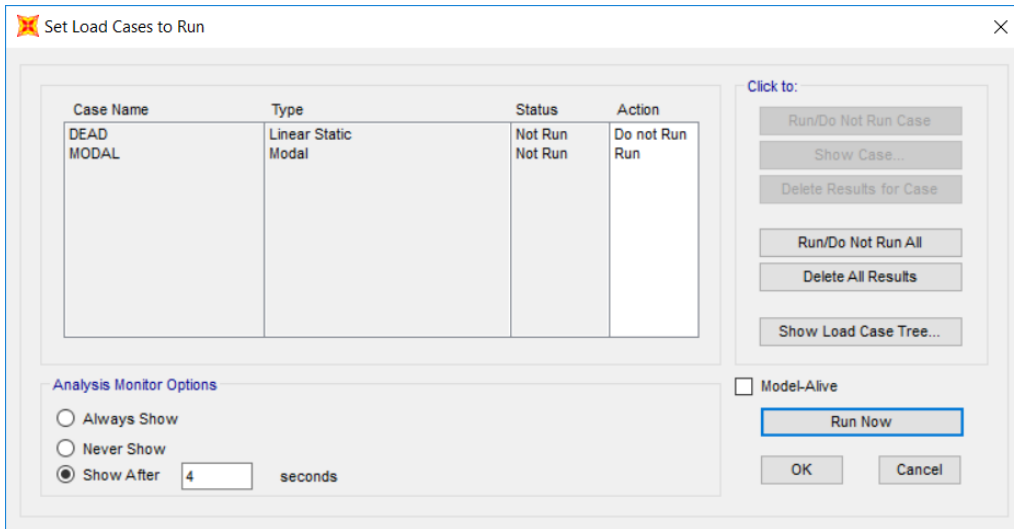 Set Load Cases to Run
Click to:
Case Name Type Status Action
DEAD Linear Static Not Run Do not Run
MODAL Modal Not Run Run
Run/Do Not Run Case
Show Case...
Delete Results for Case
Run/Do Not Run All
Delete All Results
Show Load Case Tree...
Analysis Monitor Options
Always Show
Never Show
Show After 4 seconds
Model-Alive
Run Now
OK Cancel